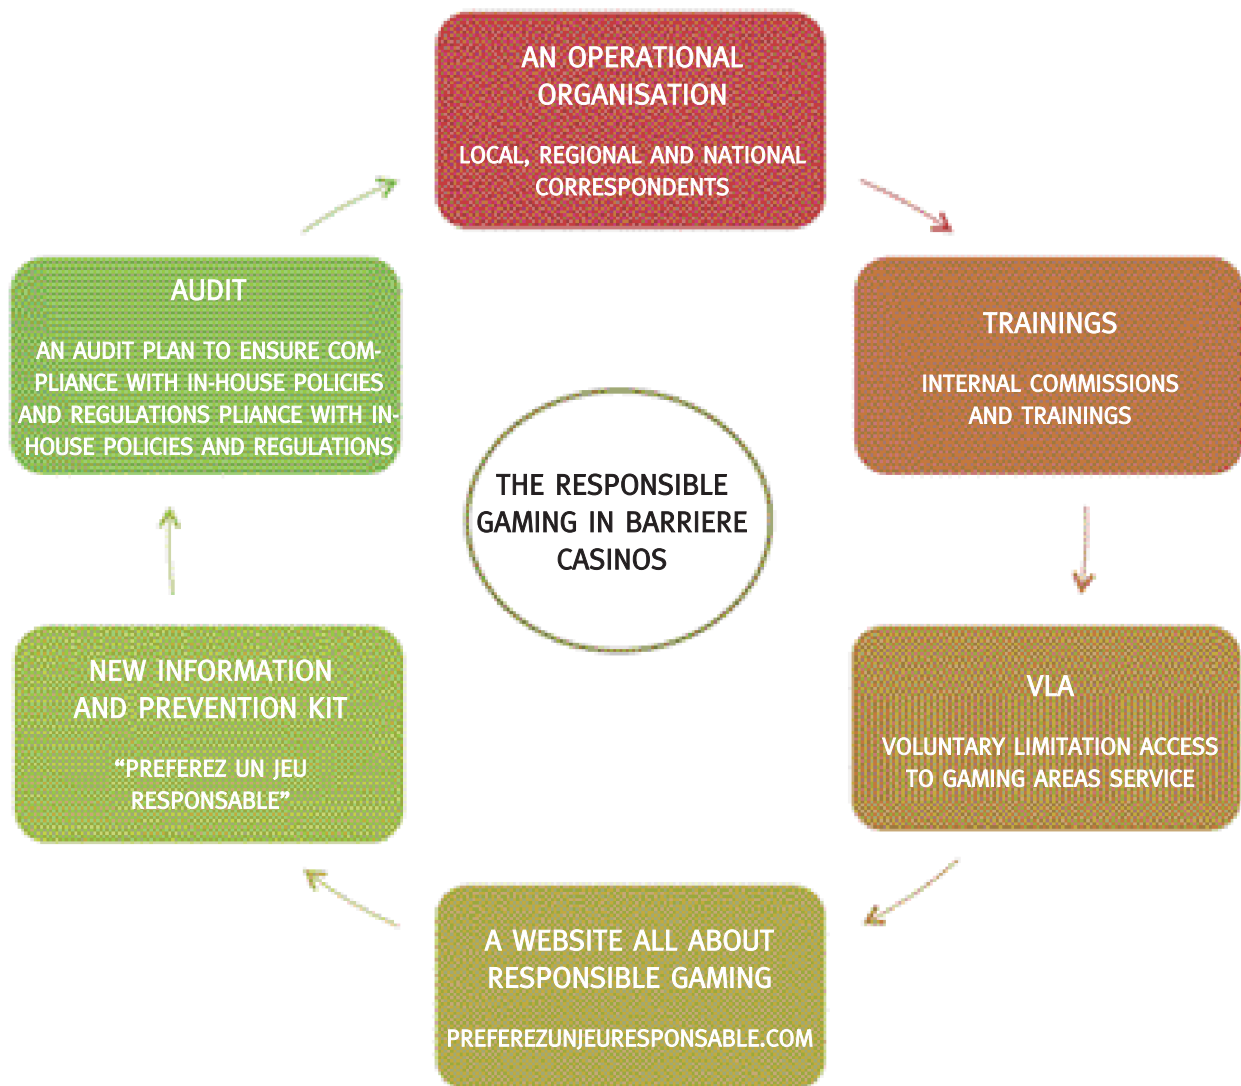 AN OPERATIONAL
ORGANISATION
LOCAL, REGIONAL AND NATIONAL
CORRESPONDENTS
TRAININGS
INTERNAL COMMISSIONS
AND TRAININGS
VLA
VOLUNTARY LIMITATION ACCESS
TO GAMING AREAS SERVICE
A WEBSITE ALL ABOUT
RESPONSIBLE GAMING
PREFEREZUNJEURESPONSABLE.COM
NEW INFORMATION
AND PREVENTION KIT
“PREFEREZ UN JEU
RESPONSABLE”
AUDIT
AN AUDIT PLAN TO ENSURE COM-
PLIANCE WITH IN-HOUSE POLICIES
AND REGULATIONS PLIANCE WITH IN-
HOUSE POLICIES AND REGULATIONS
THE RESPONSIBLE
GAMING IN BARRIERE
CASINOS